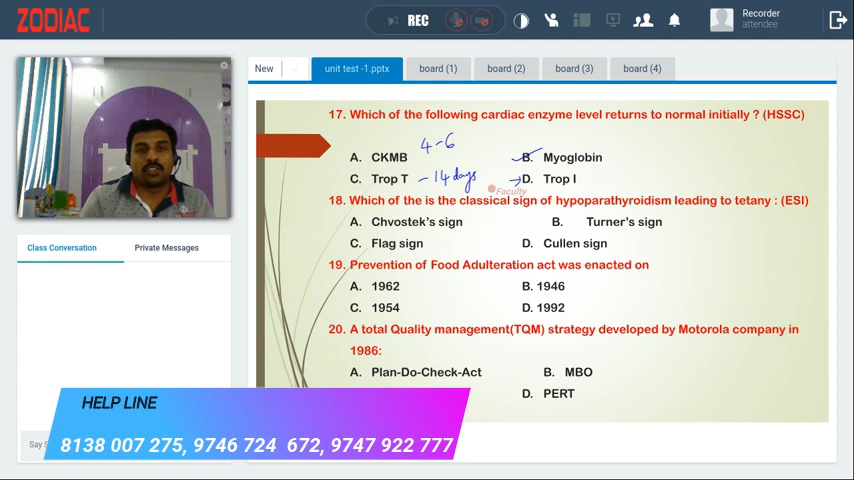 ZODIAC
REC
Recorder
attendee
New
unit test -1.pptx
board (1)
board (2)
board (3)
board (4)
17. Which of the following cardiac enzyme level returns to normal initially ? (HSSC)
4-6
A. CKMB
B. Myoglobin
C. Trop T
- 14 days
D. Trop I
Faculty
18. Which of the is the classical sign of hypoparathyroidism leading to tetany : (ESI)
A. Chvostek's sign
B. Turner's sign
C. Flag sign
D. Cullen sign
19. Prevention of Food Adulteration act was enacted on
A. 1962
B. 1946
C. 1954
D. 1992
20. A total Quality management(TQM) strategy developed by Motorola company in
1986:
A. Plan-Do-Check-Act
B. MBO
D. PERT
Class Conversation
Private Messages
Say
HELP LINE
8138 007 275, 9746 724 672, 9747 922 777